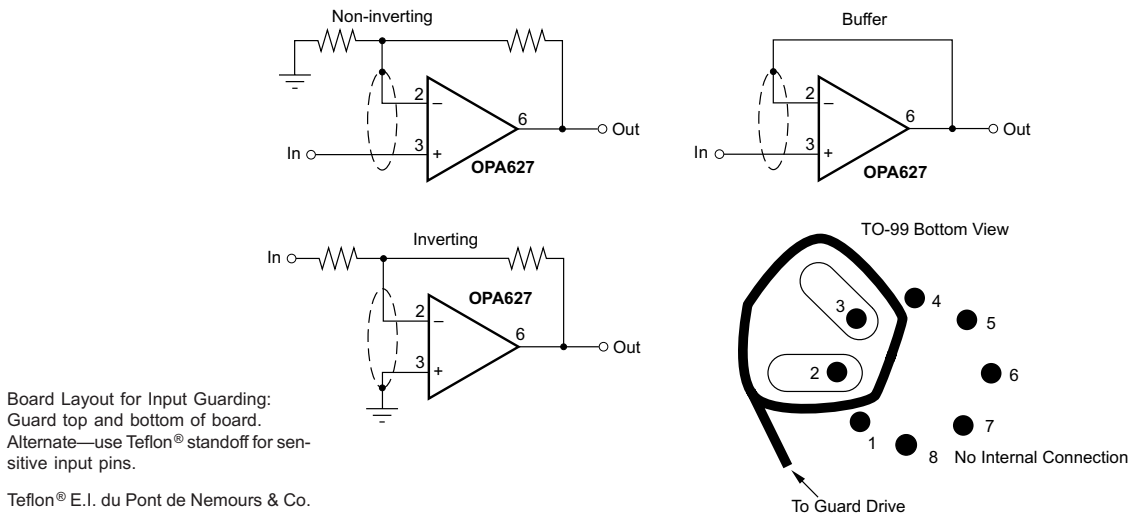 Non-inverting
2
–
3
+
6
In
Out
OPA627
Buffer
2
–
3
+
6
In
Out
OPA627
Inverting
In
OPA627
2
–
3
+
6
Out
TO-99 Bottom View
3
4
5
2
6
1
7
8 No Internal Connection
To Guard Drive
Board Layout for Input Guarding:
Guard top and bottom of board.
Alternate—use Teflon® standoff for sen-
sitive input pins.
Teflon® E.I. du Pont de Nemours & Co.